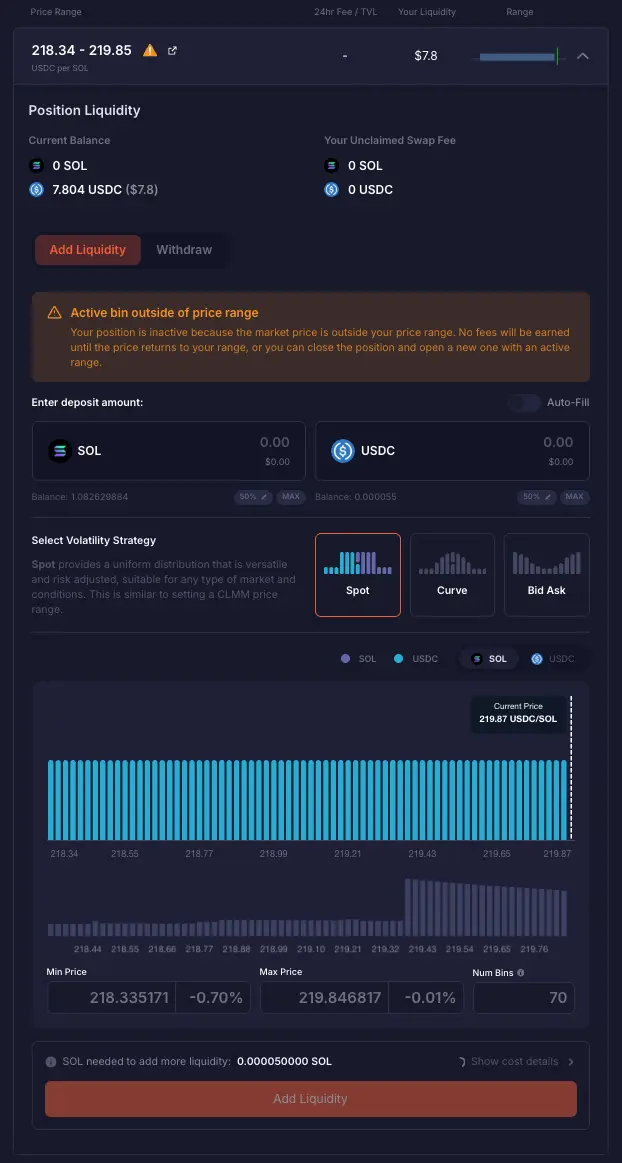 Price Range 24hr Fee / TVL Your Liquidity Range
218.34 - 219.85 - $7.8
USDC per SOL
Position Liquidity
Current Balance Your Unclaimed Swap Fee
0 SOL 0 SOL
7.804 USDC ($7.8) 0 USDC
Add Liquidity Withdraw
Active bin outside of price range
Your position is inactive because the market price is outside your price range. No fees will be earned
until the price returns to your range, or you can close the position and open a new one with an active
range.
Enter deposit amount: Auto-Fill
SOL 0.00 USDC 0.00
$0.00 $0.00
Balance: 1.082629884 50% MAX Balance: 0.000055 50% MAX
Select Volatility Strategy
Spot provides a uniform distribution that is versatile
and risk adjusted, suitable for any type of market and
conditions. This is similar to setting a CLMM price
range.
Spot Curve Bid Ask
SOL USDC SOL USDC
Current Price
219.87 USDC/SOL
218.34 218.55 218.77 218.99 219.21 219.43 219.65 219.87
218.44 218.55 218.66 218.77 218.88 218.99 219.10 219.21 219.32 219.43 219.54 219.65 219.76
Min Price Max Price Num Bins
218.335171 -0.70% 219.846817 -0.01% 70
SOL needed to add more liquidity: 0.000050000 SOL Show cost details
Add Liquidity